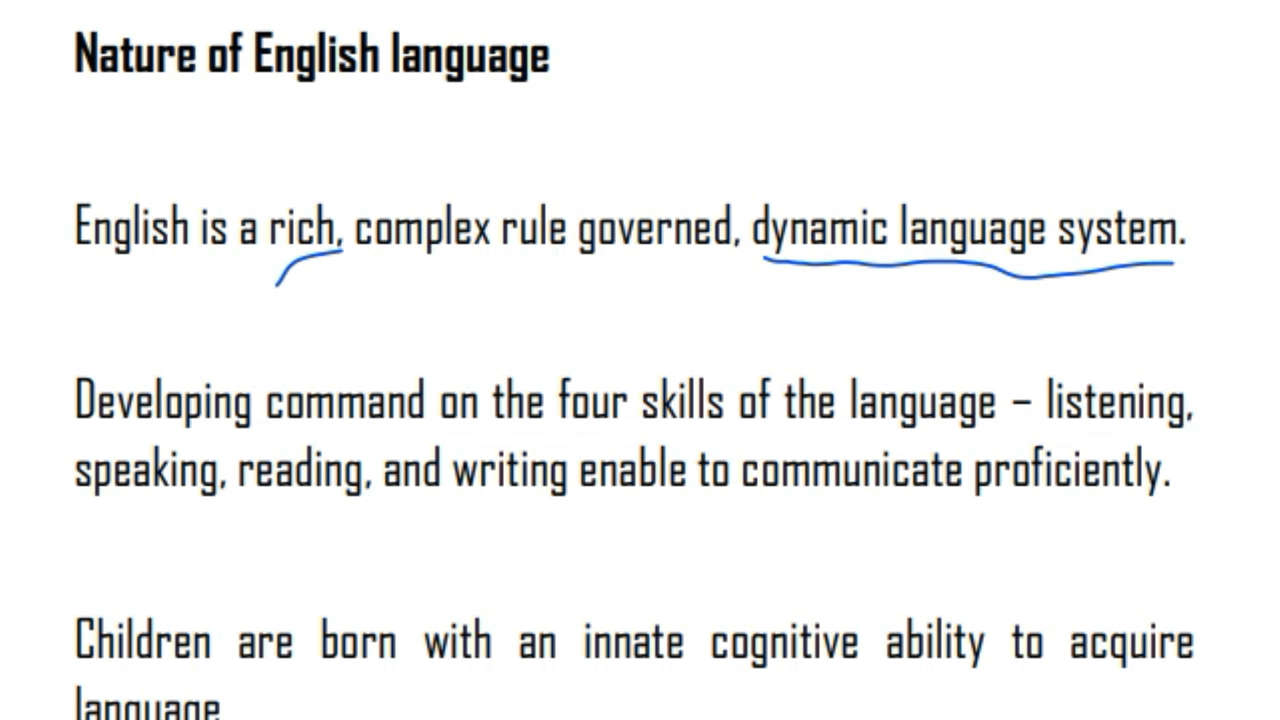 Nature of English language
English is a rich, complex rule governed, dynamic language system.
Developing command on the four skills of the language – listening,
speaking, reading, and writing enable to communicate proficiently.
Children are born with an innate cognitive ability to acquire
language